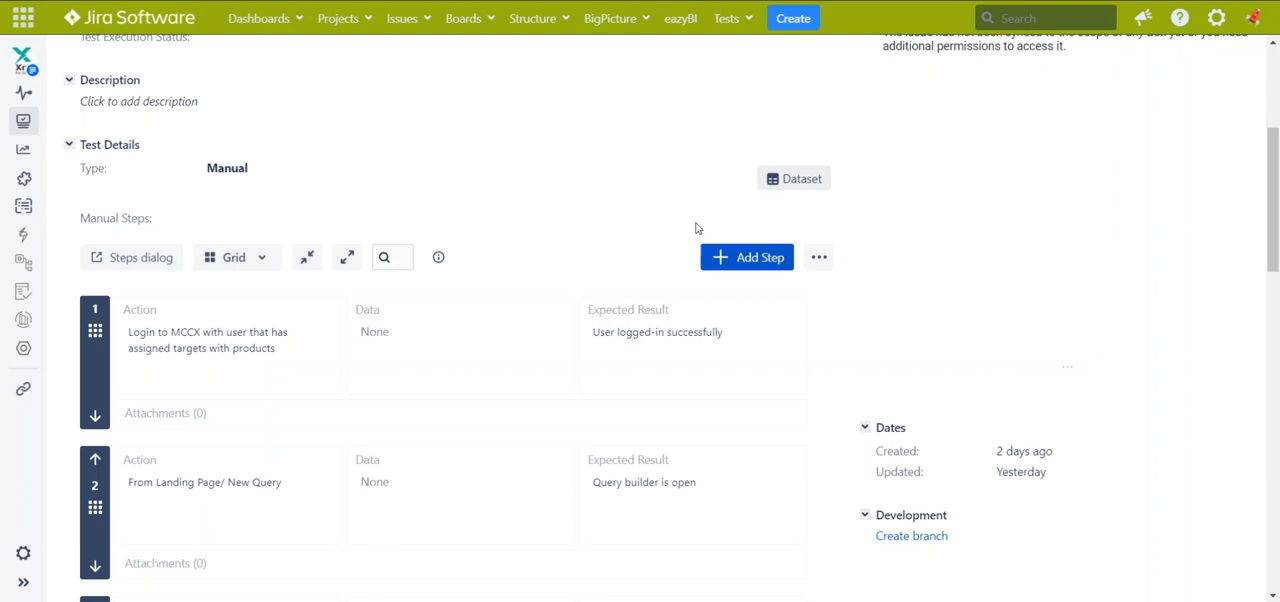 Jira Software Dashboards Projects Issues Boards Structure BigPicture eazyBI Tests Create Search
Test Execution Status:
additional permissions to access it.
Description
Click to add description
Test Details
Type: Manual
Dataset
Manual Steps:
Steps dialog Grid Add Step
1 Action Data Expected Result
Login to MCCX with user that has None User logged-in successfully
assigned targets with products
Attachments (0)
2 Action Data Expected Result
From Landing Page/ New Query None Query builder is open
Attachments (0)
Dates
Created: 2 days ago
Updated: Yesterday
Development
Create branch